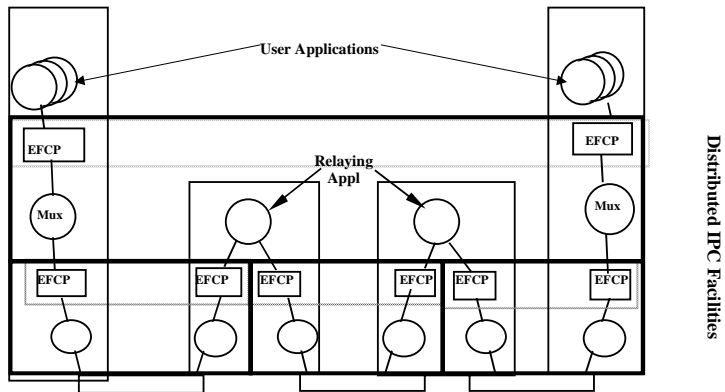 User Applications
EFCP
EFCP
Relaying
Appl
Mux
Mux
EFCP
EFCP
EFCP
EFCP
EFCP
EFCP
Distributed IPC Facilities